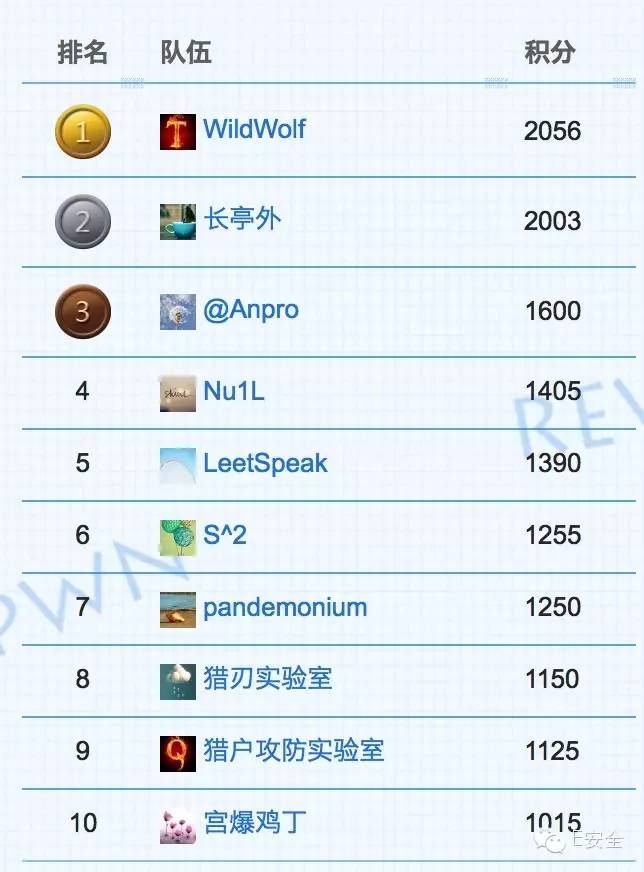 排名 队伍 积分
1 WildWolf 2056
2 长亭外 2003
3 @Anpro 1600
4 Nu1L 1405
5 LeetSpeak 1390
6 S^2 1255
7 pandemonium 1250
8 猎刃实验室 1150
9 猎户攻防实验室 1125
10 宫爆鸡丁 1015
REV
PWN
E安全